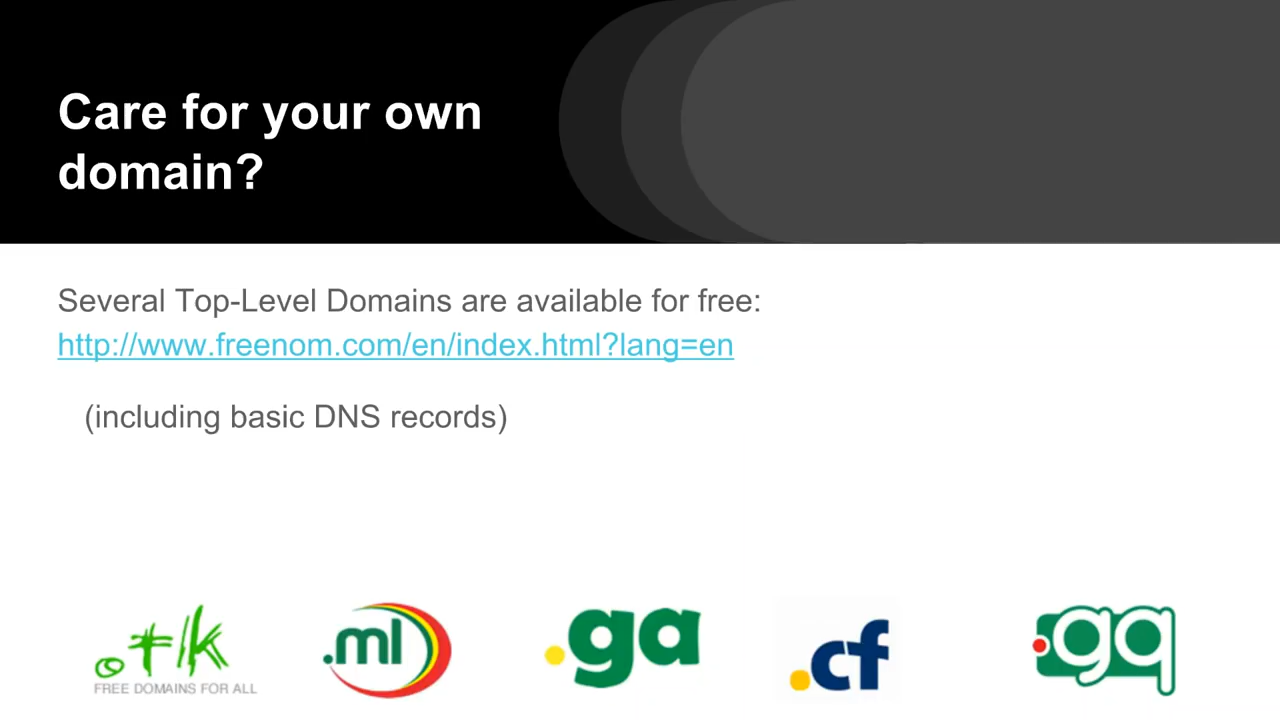 Care for your own
domain?
Several Top-Level Domains are available for free:
http://www.freenom.com/en/index.html?lang=en
(including basic DNS records)
.tk
FREE DOMAINS FOR ALL
.ml
.ga
.cf
.gq